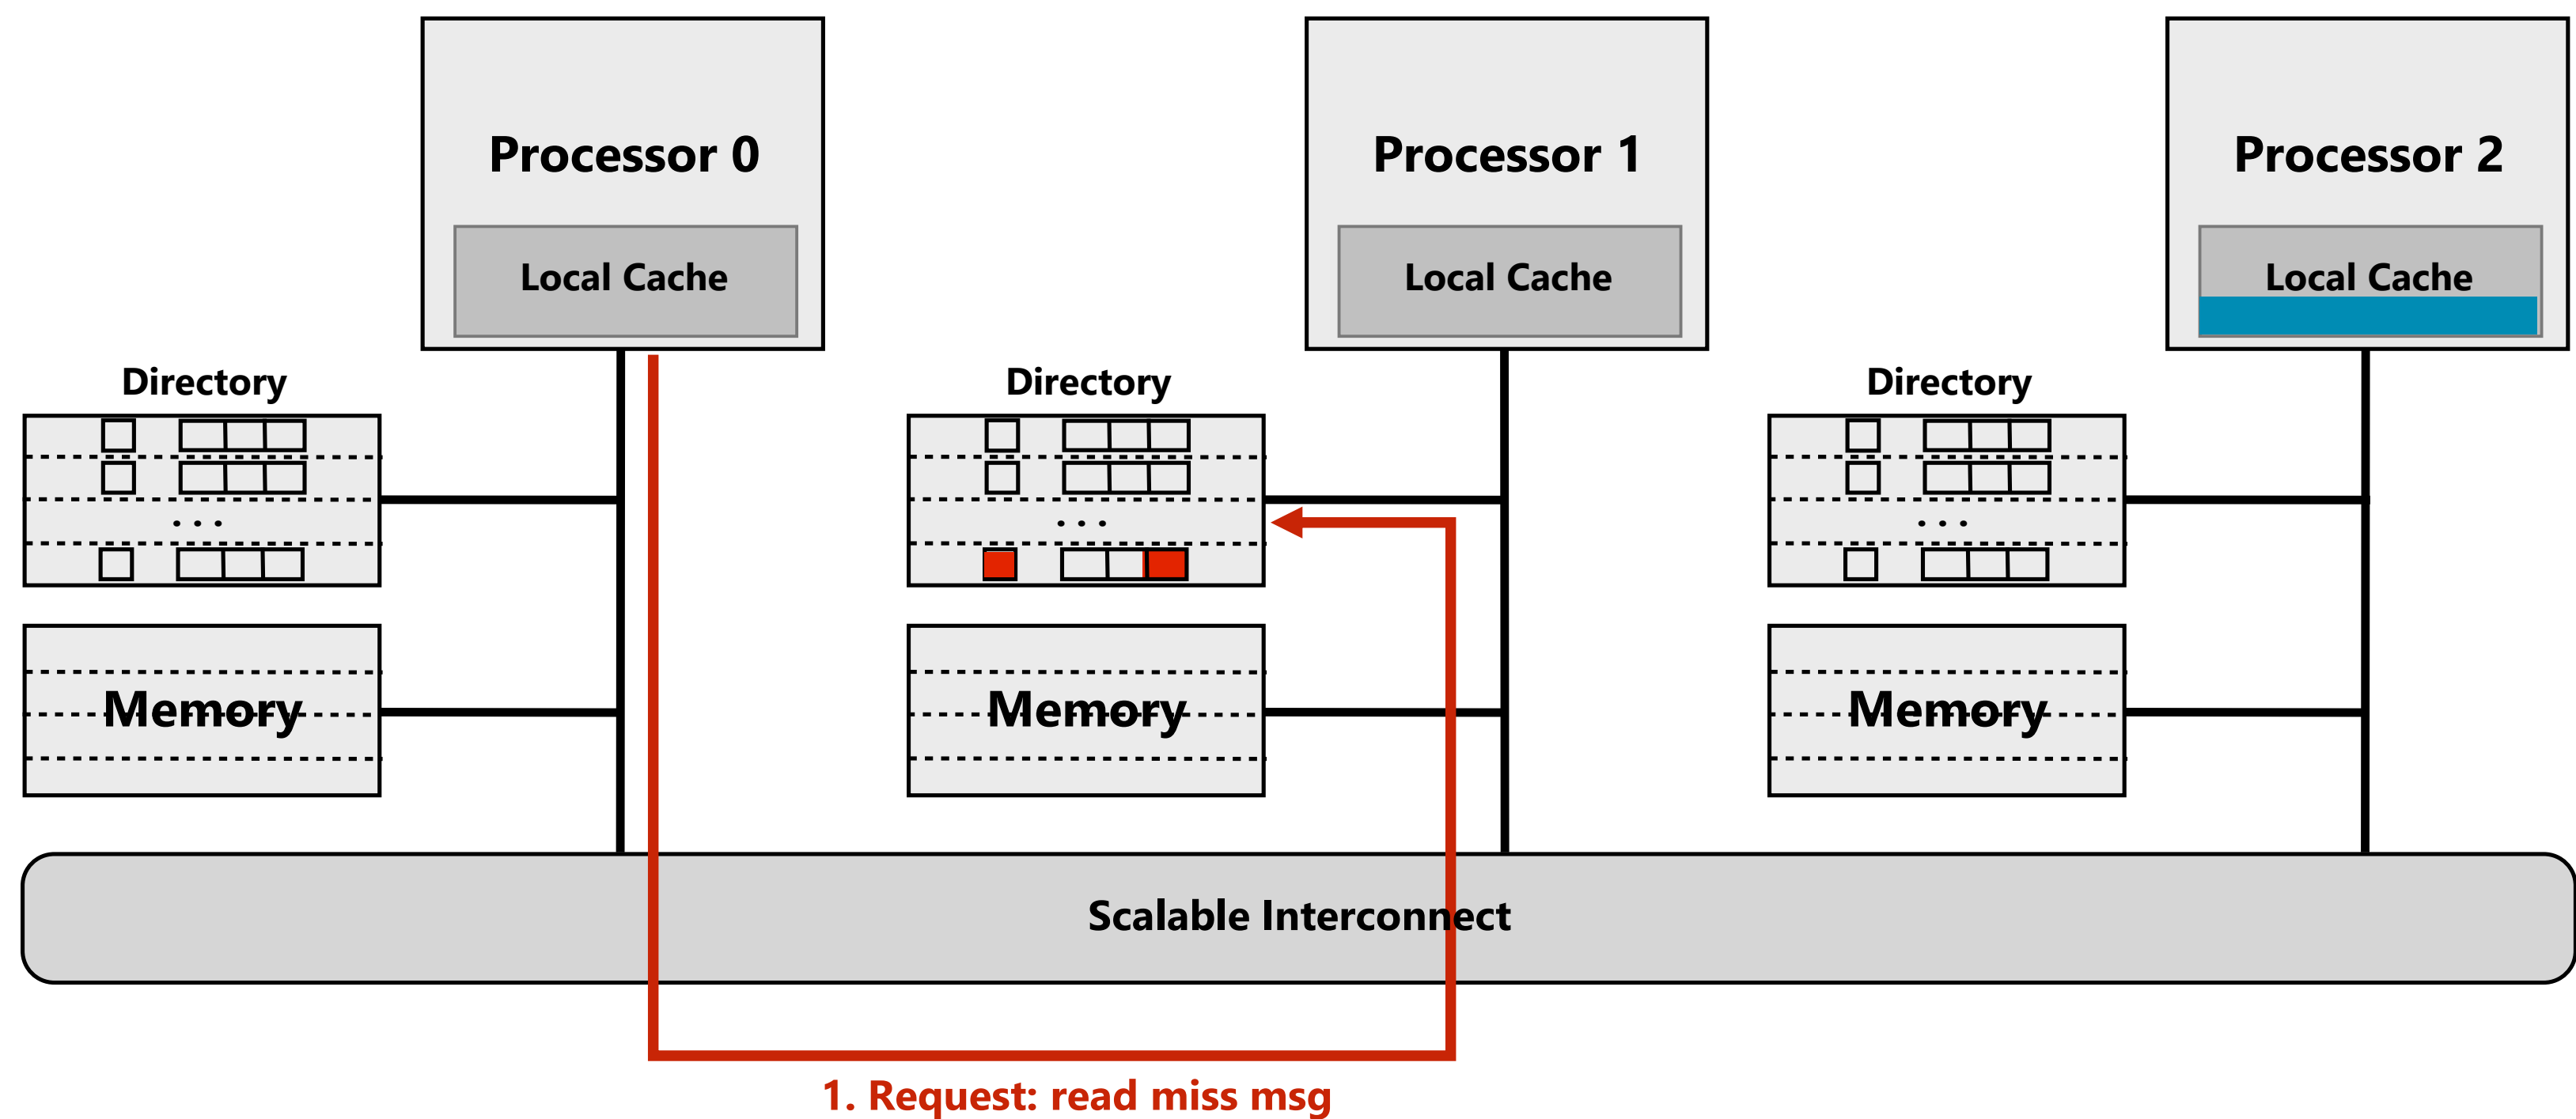 Processor 0
Processor 1
Processor 2
Local Cache
Local Cache
Local Cache
Directory
Directory
Directory
. . .
. . .
. . .
Memory
Memory
Memory
Scalable Interconnect
1. Request: read miss msg